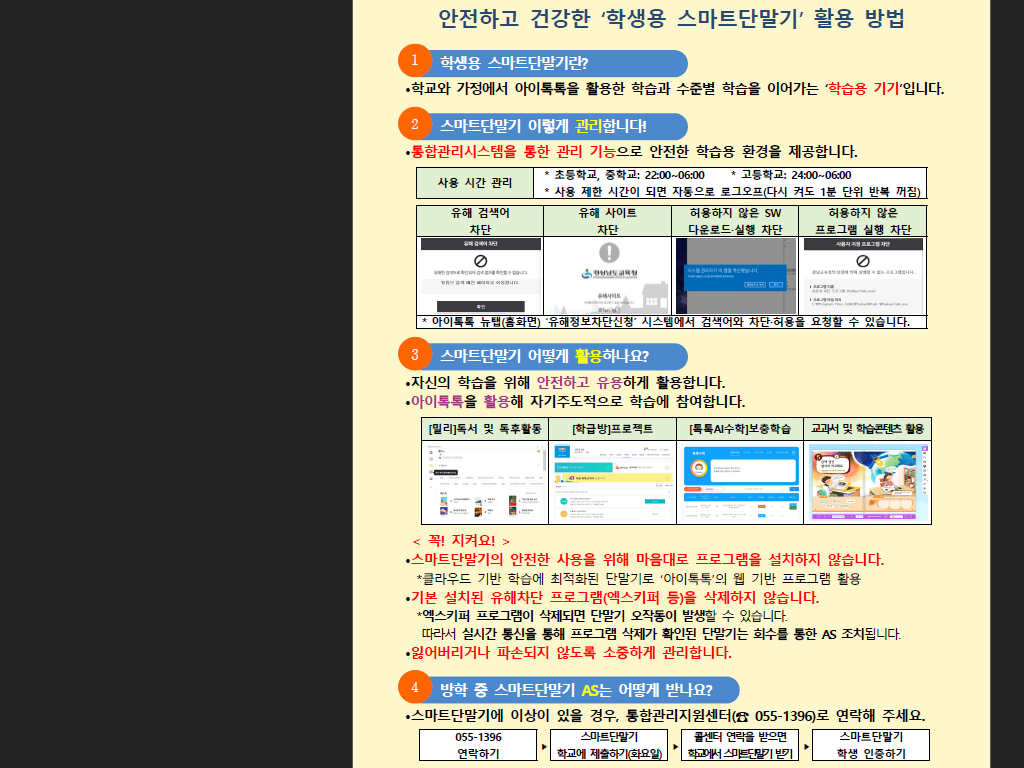 안전하고 건강한 ‘학생용 스마트단말기’ 활용 방법
1 학생용 스마트단말기란?
•학교와 가정에서 아이톡톡을 활용한 학습과 수준별 학습을 이어가는 ‘학습용 기기’입니다.
2 스마트단말기 이렇게 관리합니다!
•통합관리시스템을 통한 관리 기능으로 안전한 학습용 환경을 제공합니다.
사용 시간 관리
* 초등학교, 중학교: 22:00~06:00 * 고등학교: 24:00~06:00
* 사용 제한 시간이 되면 자동으로 로그오프(다시 켜도 1분 단위 반복 꺼짐)
유해 검색어
차단
유해 사이트
차단
허용하지 않은 SW
다운로드·실행 차단
허용하지 않은
프로그램 실행 차단
유해 검색어 차단
확인
경상남도교육청
유해사이트
사용자 지정 프로그램 차단
* 아이톡톡 뉴탭(홈화면) ‘유해정보차단신청’ 시스템에서 검색어와 차단·허용을 요청할 수 있습니다.
3 스마트단말기 어떻게 활용하나요?
•자신의 학습을 위해 안전하고 유용하게 활용합니다.
•아이톡톡을 활용해 자기주도적으로 학습에 참여합니다.
[밀리]독서 및 독후활동
[학급방]프로젝트
[톡톡AI수학]보충학습
교과서 및 학습콘텐츠 활용
< 꼭! 지켜요! >
•스마트단말기의 안전한 사용을 위해 마음대로 프로그램을 설치하지 않습니다.
*클라우드 기반 학습에 최적화된 단말기로 ‘아이톡톡’의 웹 기반 프로그램 활용
•기본 설치된 유해차단 프로그램(엑스키퍼 등)을 삭제하지 않습니다.
*엑스키퍼 프로그램이 삭제되면 단말기 오작동이 발생할 수 있습니다.
따라서 실시간 통신을 통해 프로그램 삭제가 확인된 단말기는 회수를 통한 AS 조치됩니다.
•잃어버리거나 파손되지 않도록 소중하게 관리합니다.
4 방학 중 스마트단말기 AS는 어떻게 받나요?
•스마트단말기에 이상이 있을 경우, 통합관리지원센터(☎ 055-1396)로 연락해 주세요.
055-1396
연락하기
▶
스마트단말기
학교에 제출하기(화요일)
▶
콜센터 연락을 받으면
학교에서 스마트단말기 받기
▶
스마트단말기
학생 인증하기